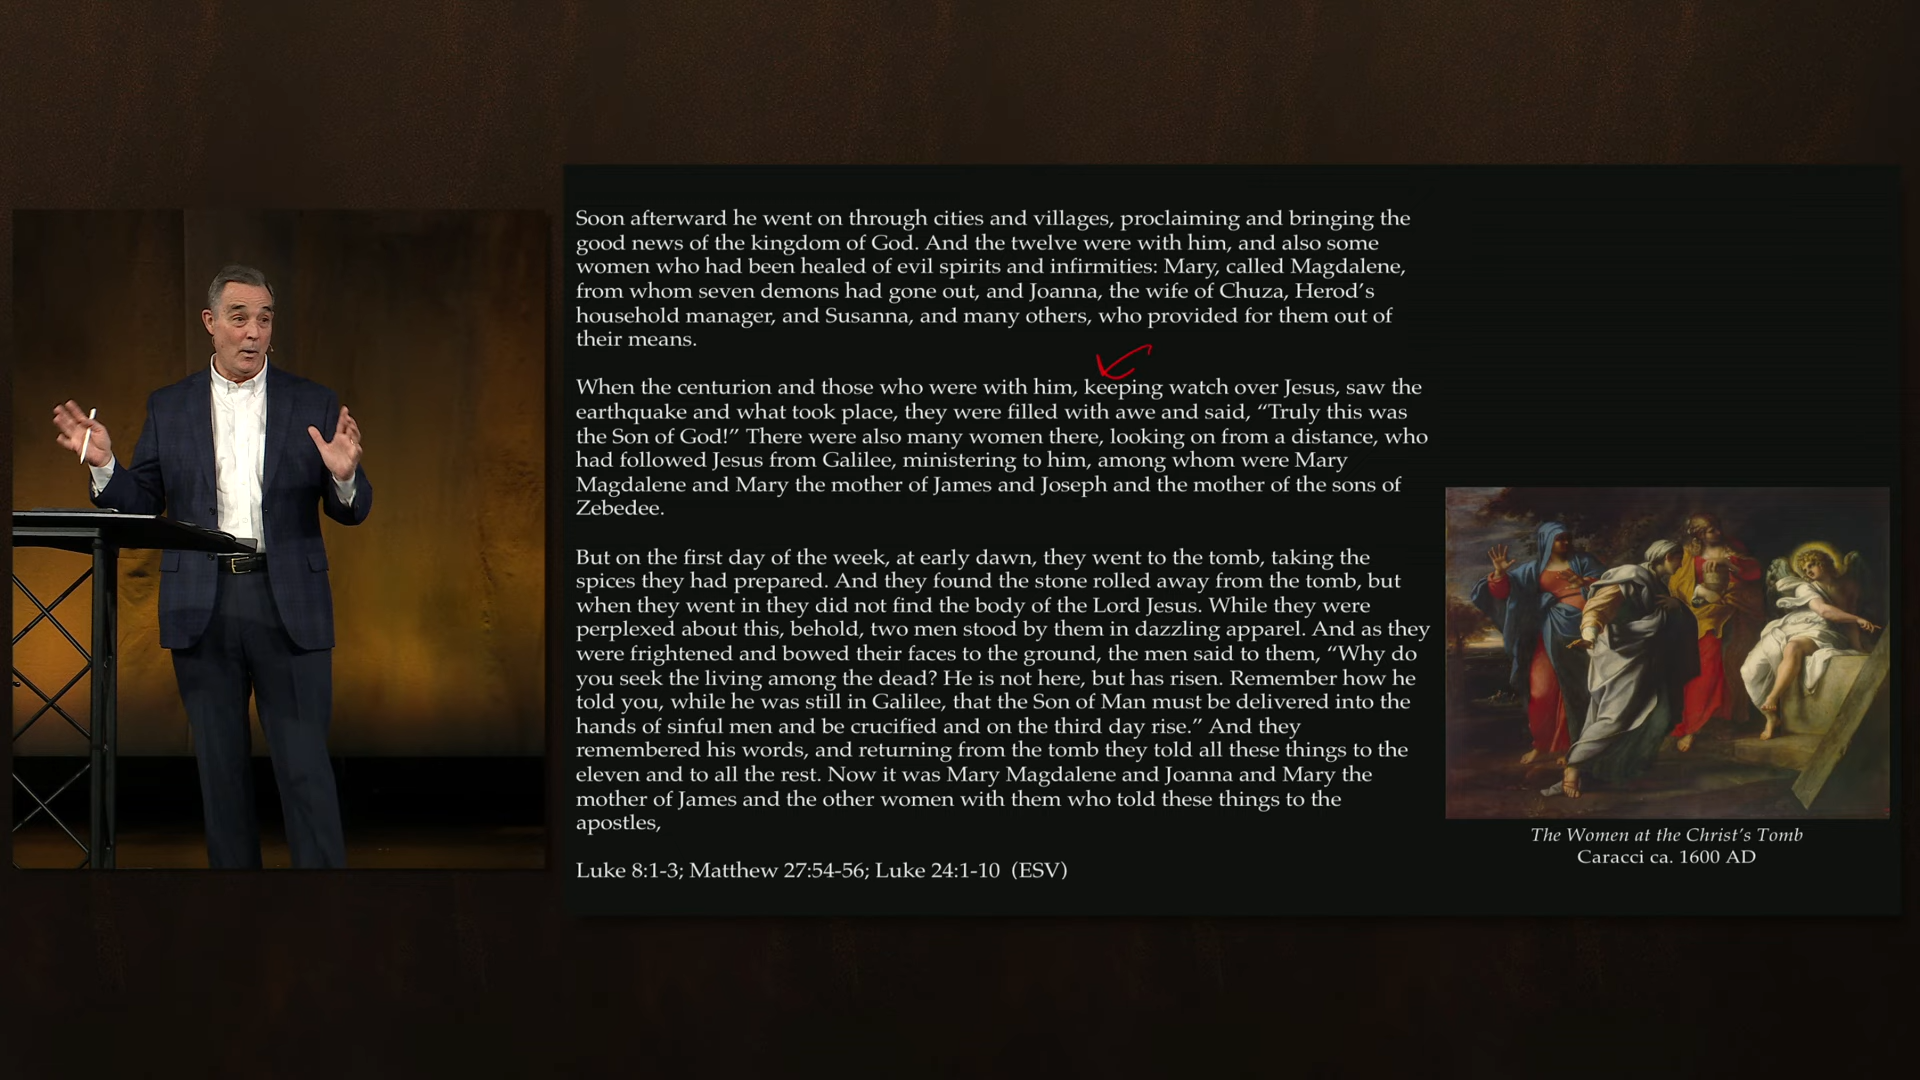 Soon afterward he went on through cities and villages, proclaiming and bringing the
good news of the kingdom of God. And the twelve were with him, and also some
women who had been healed of evil spirits and infirmities: Mary, called Magdalene,
from whom seven demons had gone out, and Joanna, the wife of Chuza, Herod’s
household manager, and Susanna, and many others, who provided for them out of
their means.
When the centurion and those who were with him, keeping watch over Jesus, saw the
earthquake and what took place, they were filled with awe and said, “Truly this was
the Son of God!” There were also many women there, looking on from a distance, who
had followed Jesus from Galilee, ministering to him, among whom were Mary
Magdalene and Mary the mother of James and Joseph and the mother of the sons of
Zebedee.
But on the first day of the week, at early dawn, they went to the tomb, taking the
spices they had prepared. And they found the stone rolled away from the tomb, but
when they went in they did not find the body of the Lord Jesus. While they were
perplexed about this, behold, two men stood by them in dazzling apparel. And as they
were frightened and bowed their faces to the ground, the men said to them, “Why do
you seek the living among the dead? He is not here, but has risen. Remember how he
told you, while he was still in Galilee, that the Son of Man must be delivered into the
hands of sinful men and be crucified and on the third day rise.” And they
remembered his words, and returning from the tomb they told all these things to the
eleven and to all the rest. Now it was Mary Magdalene and Joanna and Mary the
mother of James and the other women with them who told these things to the
apostles,
Luke 8:1-3; Matthew 27:54-56; Luke 24:1-10 (ESV)
The Women at the Christ’s Tomb
Caracci ca. 1600 AD